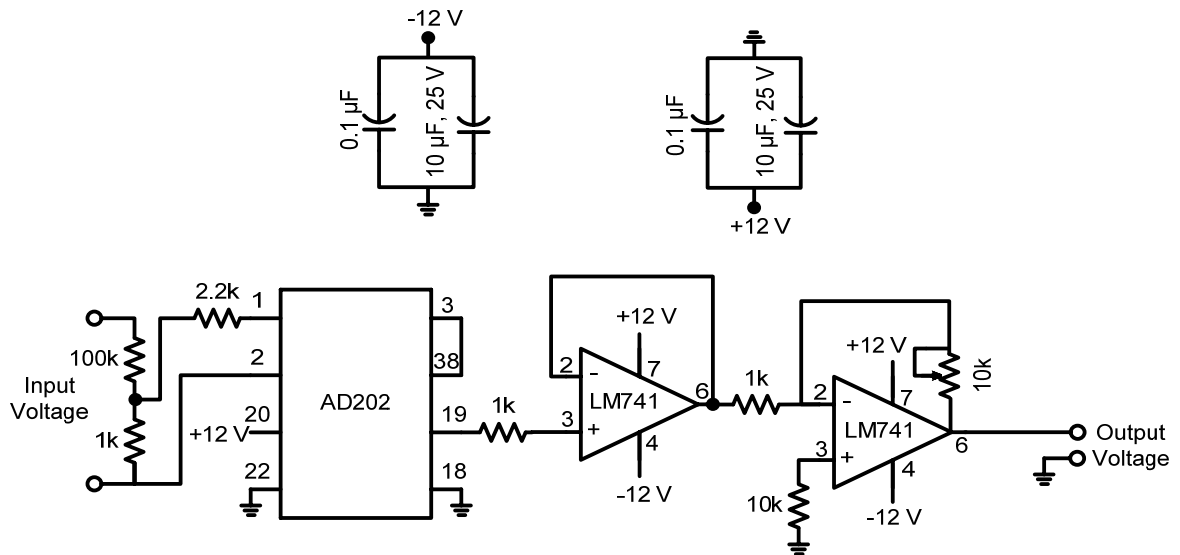 -12 V
0.1 µF
10 µF, 25 V
0.1 µF
10 µF, 25 V
+12 V
Input
Voltage
100k
1k
2.2k
1
2
20
+12 V
22
AD202
3
38
19
18
1k
2
3
-
+
LM741
+12 V
7
6
4
-12 V
1k
2
3
-
+
LM741
+12 V
7
6
4
-12 V
10k
10k
Output
Voltage